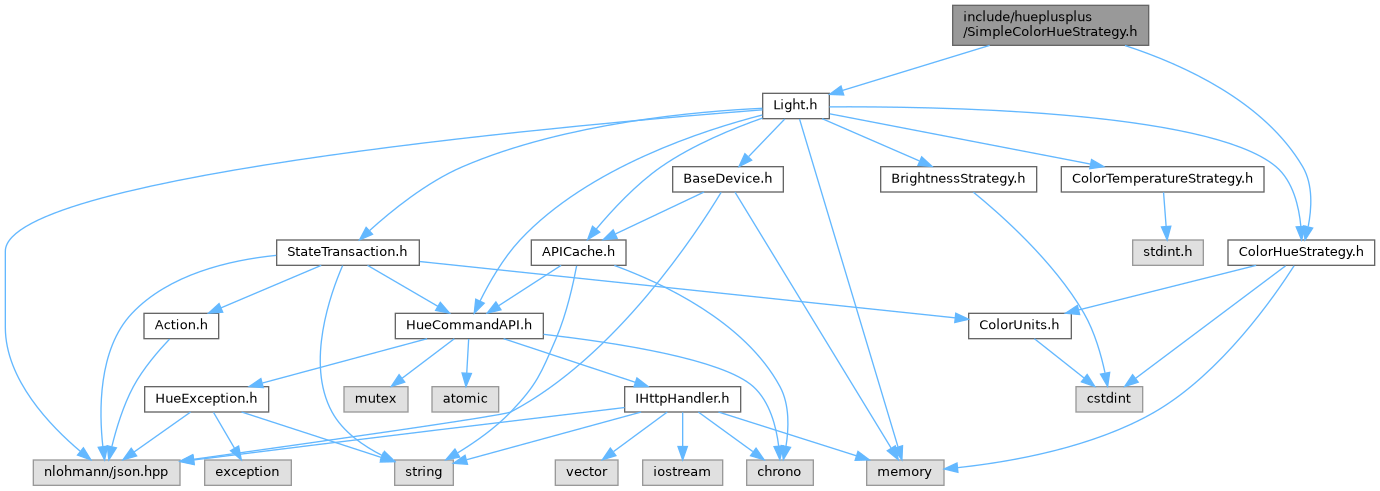 include/hueplusplus
/SimpleColorHueStrategy.h
Light.h
BaseDevice.h
BrightnessStrategy.h
ColorTemperatureStrategy.h
StateTransaction.h
APICache.h
stdint.h
ColorHueStrategy.h
Action.h
HueCommandAPI.h
ColorUnits.h
HueException.h
mutex
atomic
IHttpHandler.h
cstdint
nlohmann/json.hpp
exception
string
vector
iostream
chrono
memory